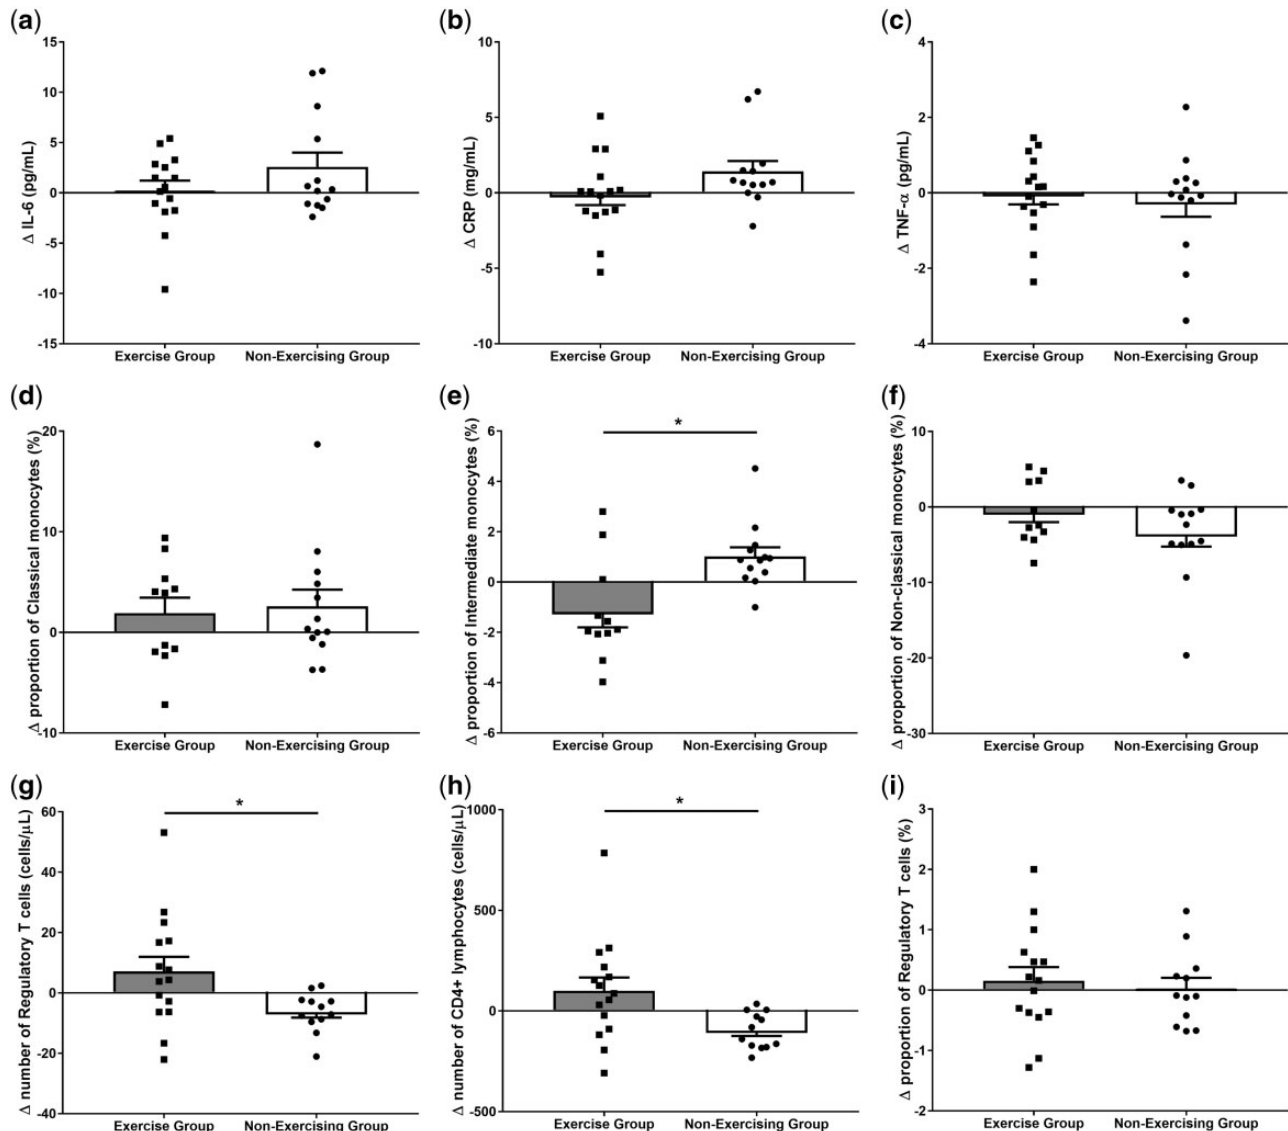 (a)
Δ IL-6 (pg/mL)
15
10
5
0
-5
-10
-15
Exercise Group Non-Exercising Group
(b)
Δ CRP (mg/mL)
10
5
0
-5
-10
Exercise Group Non-Exercising Group
(c)
Δ TNF-α (pg/mL)
4
2
0
-2
-4
Exercise Group Non-Exercising Group
(d)
Δ proportion of Classical monocytes (%)
20
10
0
-10
Exercise Group Non-Exercising Group
(e)
Δ proportion of Intermediate monocytes (%)
6
4
2
0
-2
-4
-6
*
Exercise Group Non-Exercising Group
(f)
Δ proportion of Non-classical monocytes (%)
10
0
-10
-20
-30
Exercise Group Non-Exercising Group
(g)
Δ number of Regulatory T cells (cells/μL)
60
40
20
0
-20
-40
*
Exercise Group Non-Exercising Group
(h)
Δ number of CD4+ lymphocytes (cells/μL)
1000
500
0
-500
*
Exercise Group Non-Exercising Group
(i)
Δ proportion of Regulatory T cells (%)
3
2
1
0
-1
-2
Exercise Group Non-Exercising Group